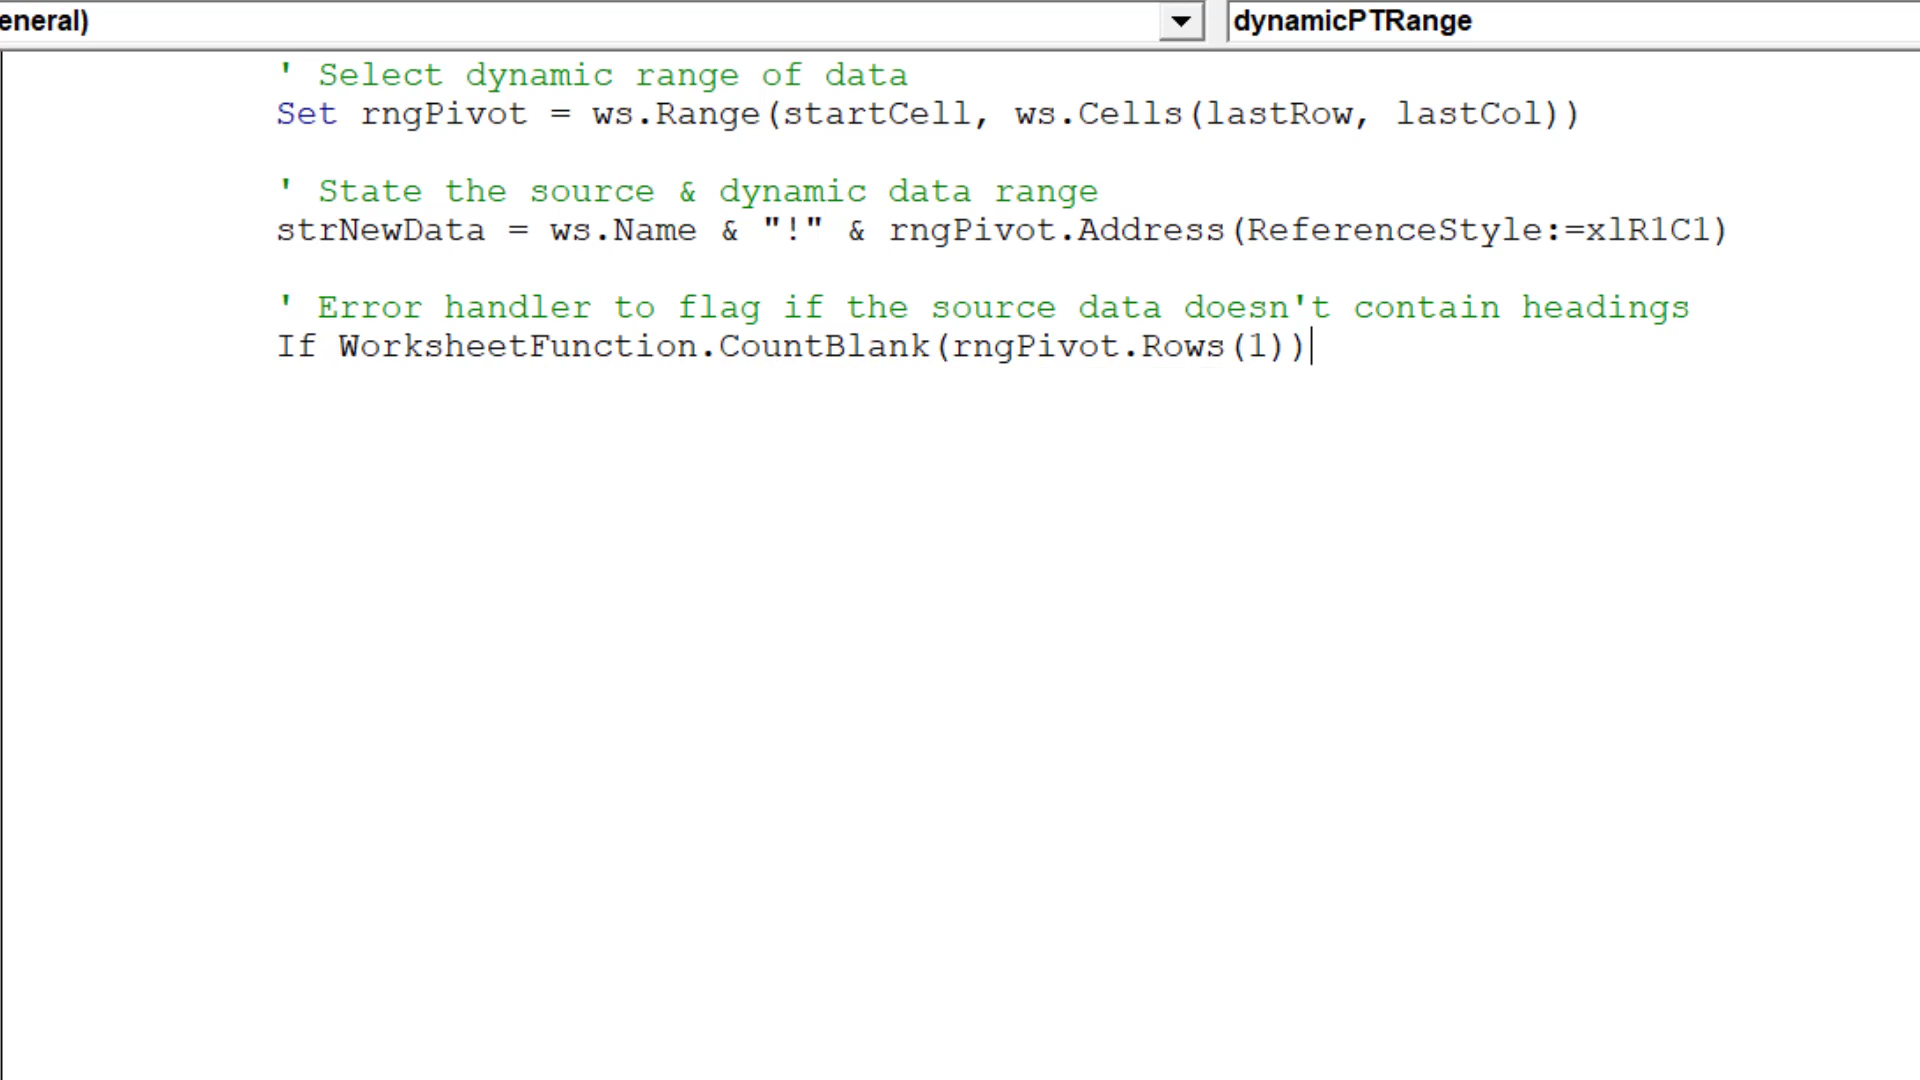 eneral)
dynamicPTRange
' Select dynamic range of data
Set rngPivot = ws.Range(startCell, ws.Cells(lastRow, lastCol))
' State the source & dynamic data range
strNewData = ws.Name & "!" & rngPivot.Address(ReferenceStyle:=xlR1C1)
' Error handler to flag if the source data doesn't contain headings
If WorksheetFunction.CountBlank(rngPivot.Rows(1))